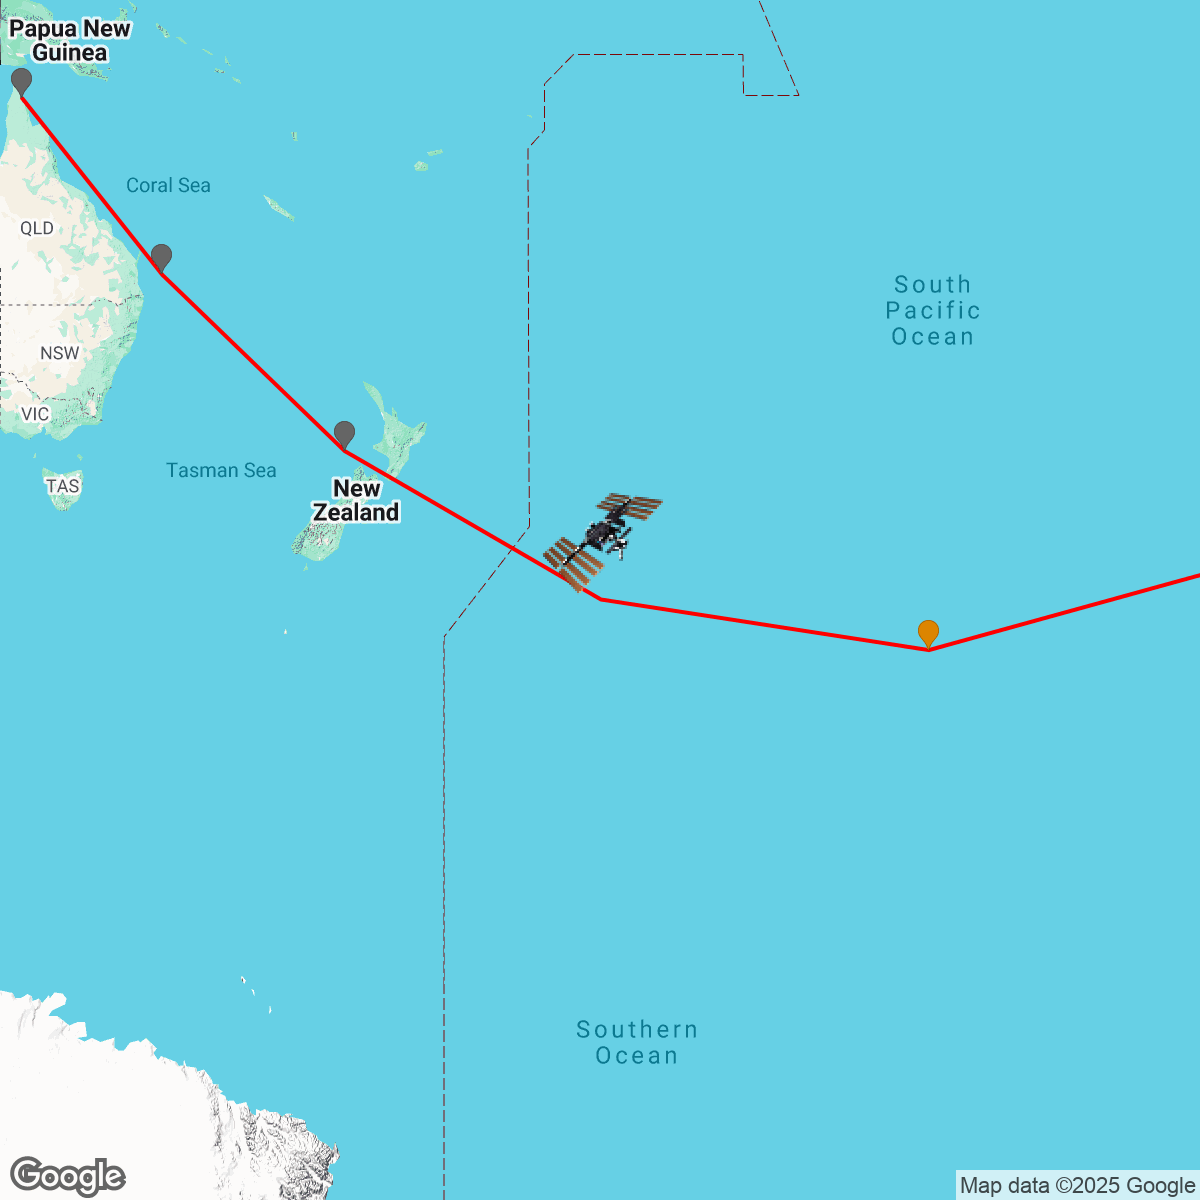 Papua New
Guinea
Coral Sea
QLD
South
Pacific
Ocean
NSW
VIC
Tasman Sea
TAS
New
Zealand
Southern
Ocean
Google
Map data ©2025 Google